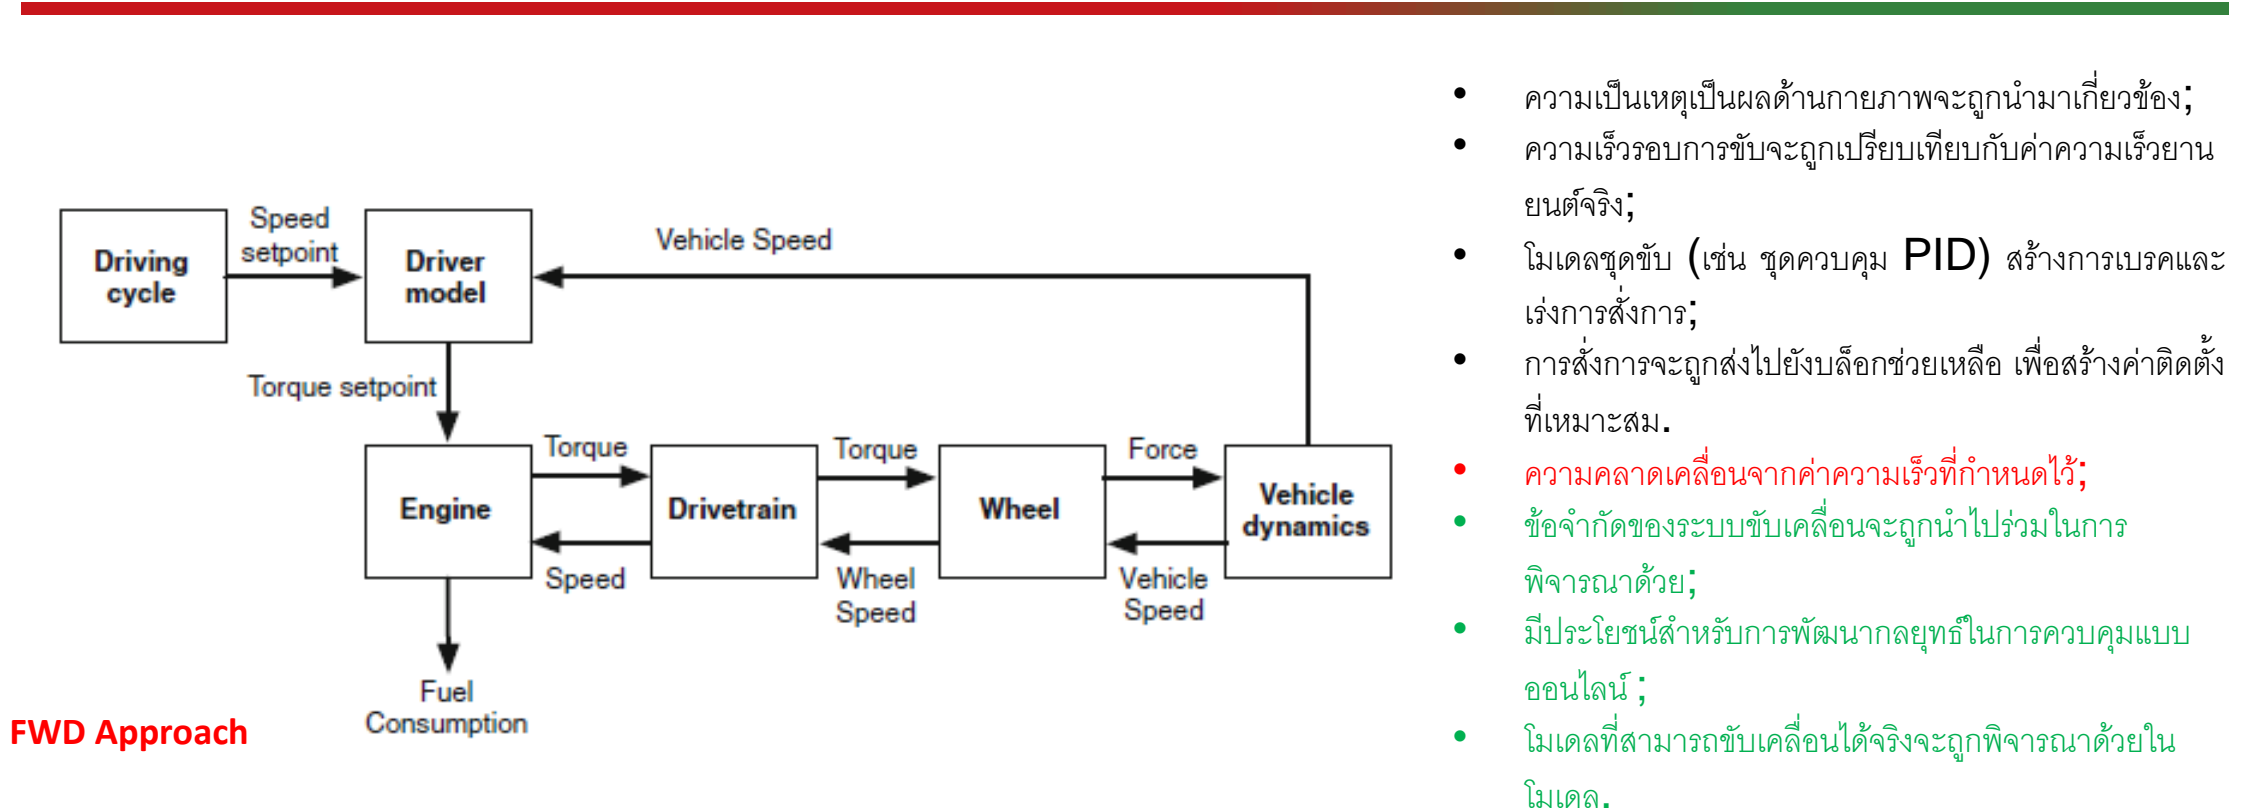 Speed
setpoint
Driving
cycle
Driver
model
Vehicle Speed
Torque setpoint
Engine
Torque
Speed
Drivetrain
Torque
Wheel
Speed
Wheel
Force
Vehicle
Speed
Vehicle
dynamics
Fuel
Consumption
FWD Approach
• ความเป็นเหตุเป็นผลด้านกายภาพจะถูกนำมาเกี่ยวข้อง;
• ความเร็วรอบการขับจะถูกเปรียบเทียบกับค่าความเร็วยาน
ยนต์จริง;
• โมเดลชุดขับ (เช่น ชุดควบคุม PID) สร้างการเบรคและ
เร่งการสั่งการ;
• การสั่งการจะถูกส่งไปยังบล็อกช่วยเหลือ เพื่อสร้างค่าติดตั้ง
ที่เหมาะสม.
• ความคลาดเคลื่อนจากค่าความเร็วที่กำหนดไว้;
• ข้อจำกัดของระบบขับเคลื่อนจะถูกนำไปร่วมในการ
พิจารณาด้วย;
• มีประโยชน์สำหรับการพัฒนากลยุทธ์ในการควบคุมแบบ
ออนไลน์ ;
• โมเดลที่สามารถขับเคลื่อนได้จริงจะถูกพิจารณาด้วยใน
โมเดล.